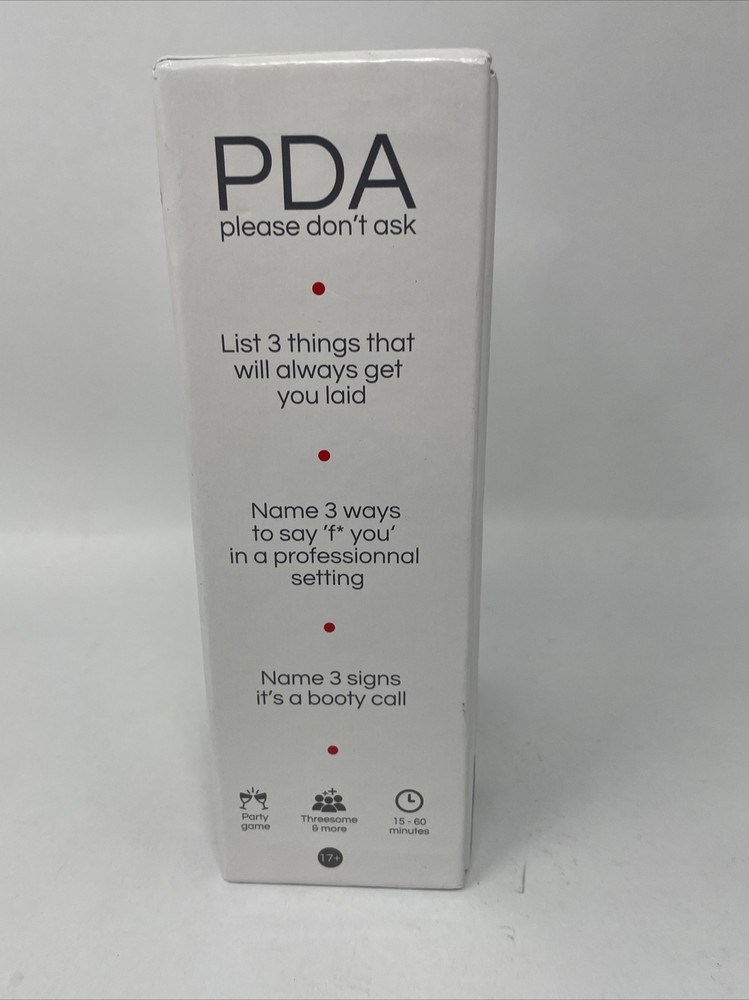 PDA
please don't ask
List 3 things that
will always get
you laid
Name 3 ways
to say 'f* you'
in a professionnal
setting
Name 3 signs
it's a booty call
Party
game
Threesome
& more
15 - 60
minutes
17+